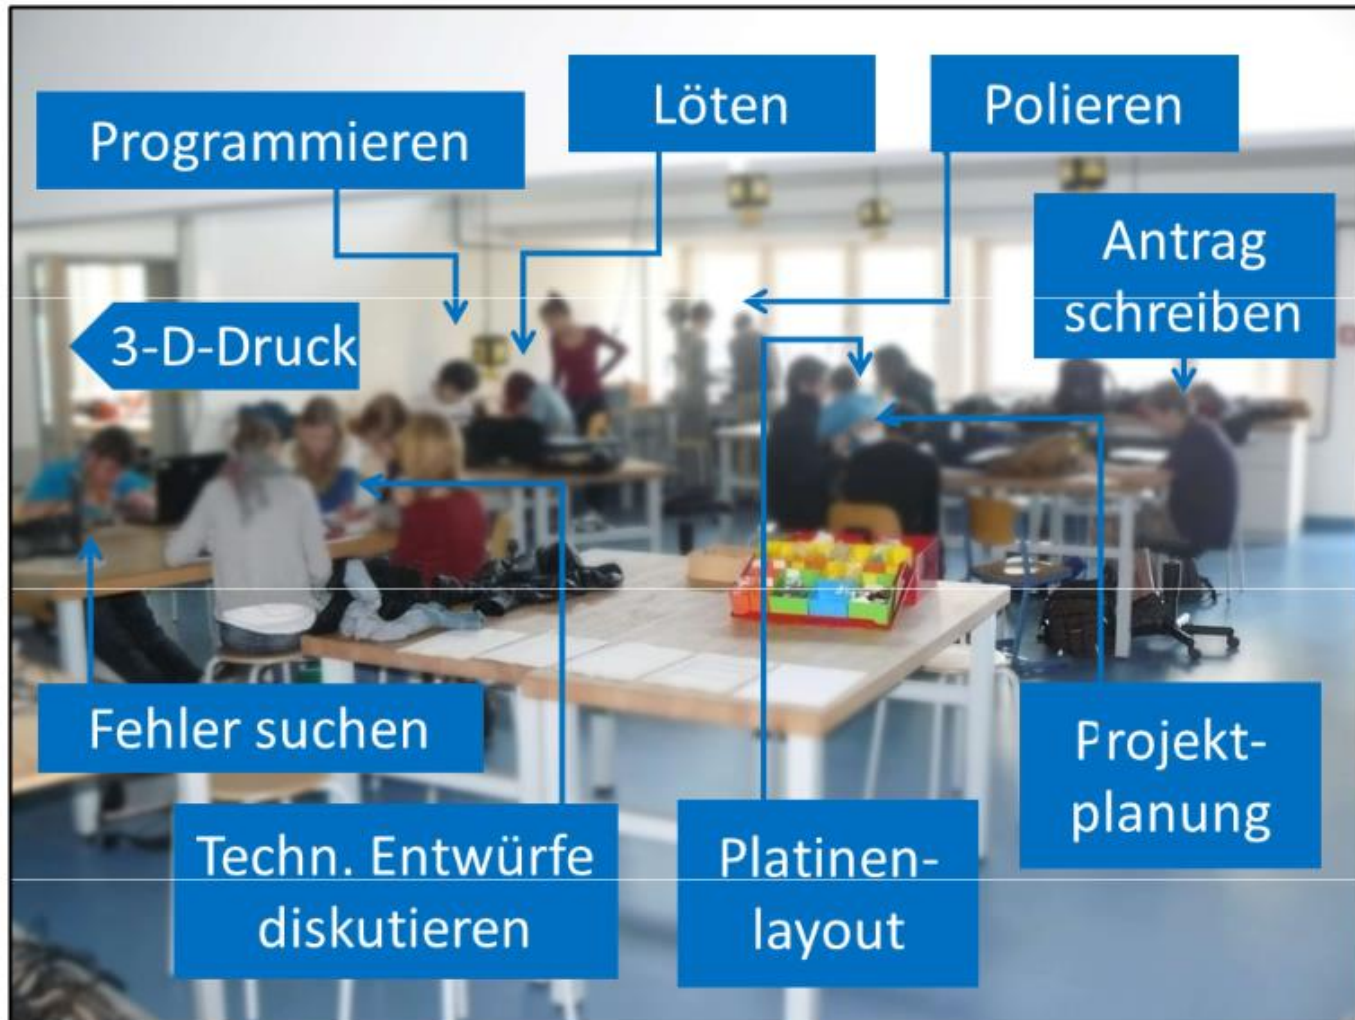 Programmieren
Löten
Polieren
Antrag
schreiben
3-D-Druck
Fehler suchen
Techn. Entwürfe
diskutieren
Platinen-
layout
Projekt-
planung